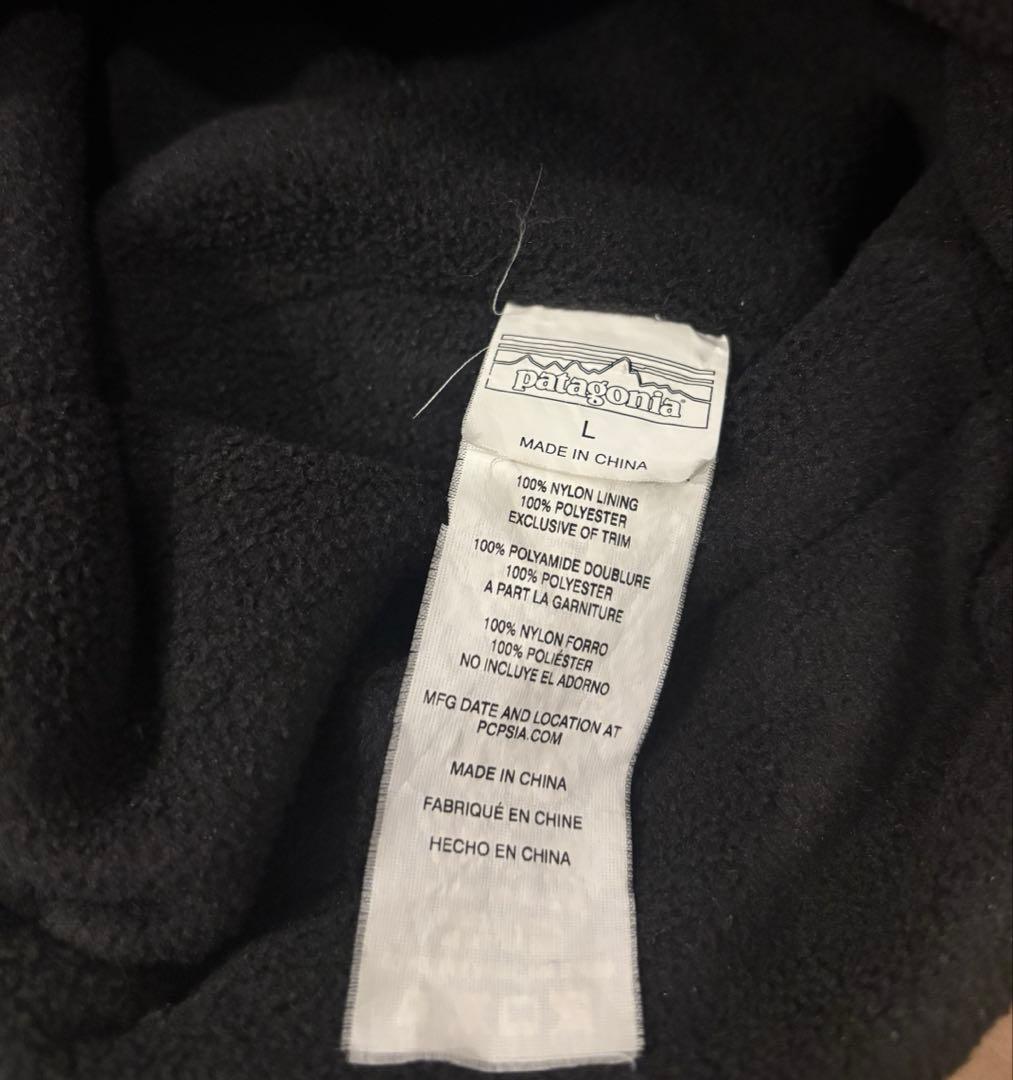 patagonia®
L
MADE IN CHINA
100% NYLON LINING
100% POLYESTER
EXCLUSIVE OF TRIM
100% POLYAMIDE DOUBLURE
100% POLYESTER
A PART LA GARNITURE
100% NYLON FORRO
100% POLIÉSTER
NO INCLUYE EL ADORNO
MFG DATE AND LOCATION AT
PCPSIA.COM
MADE IN CHINA
FABRIQUÉ EN CHINE
HECHO EN CHINA